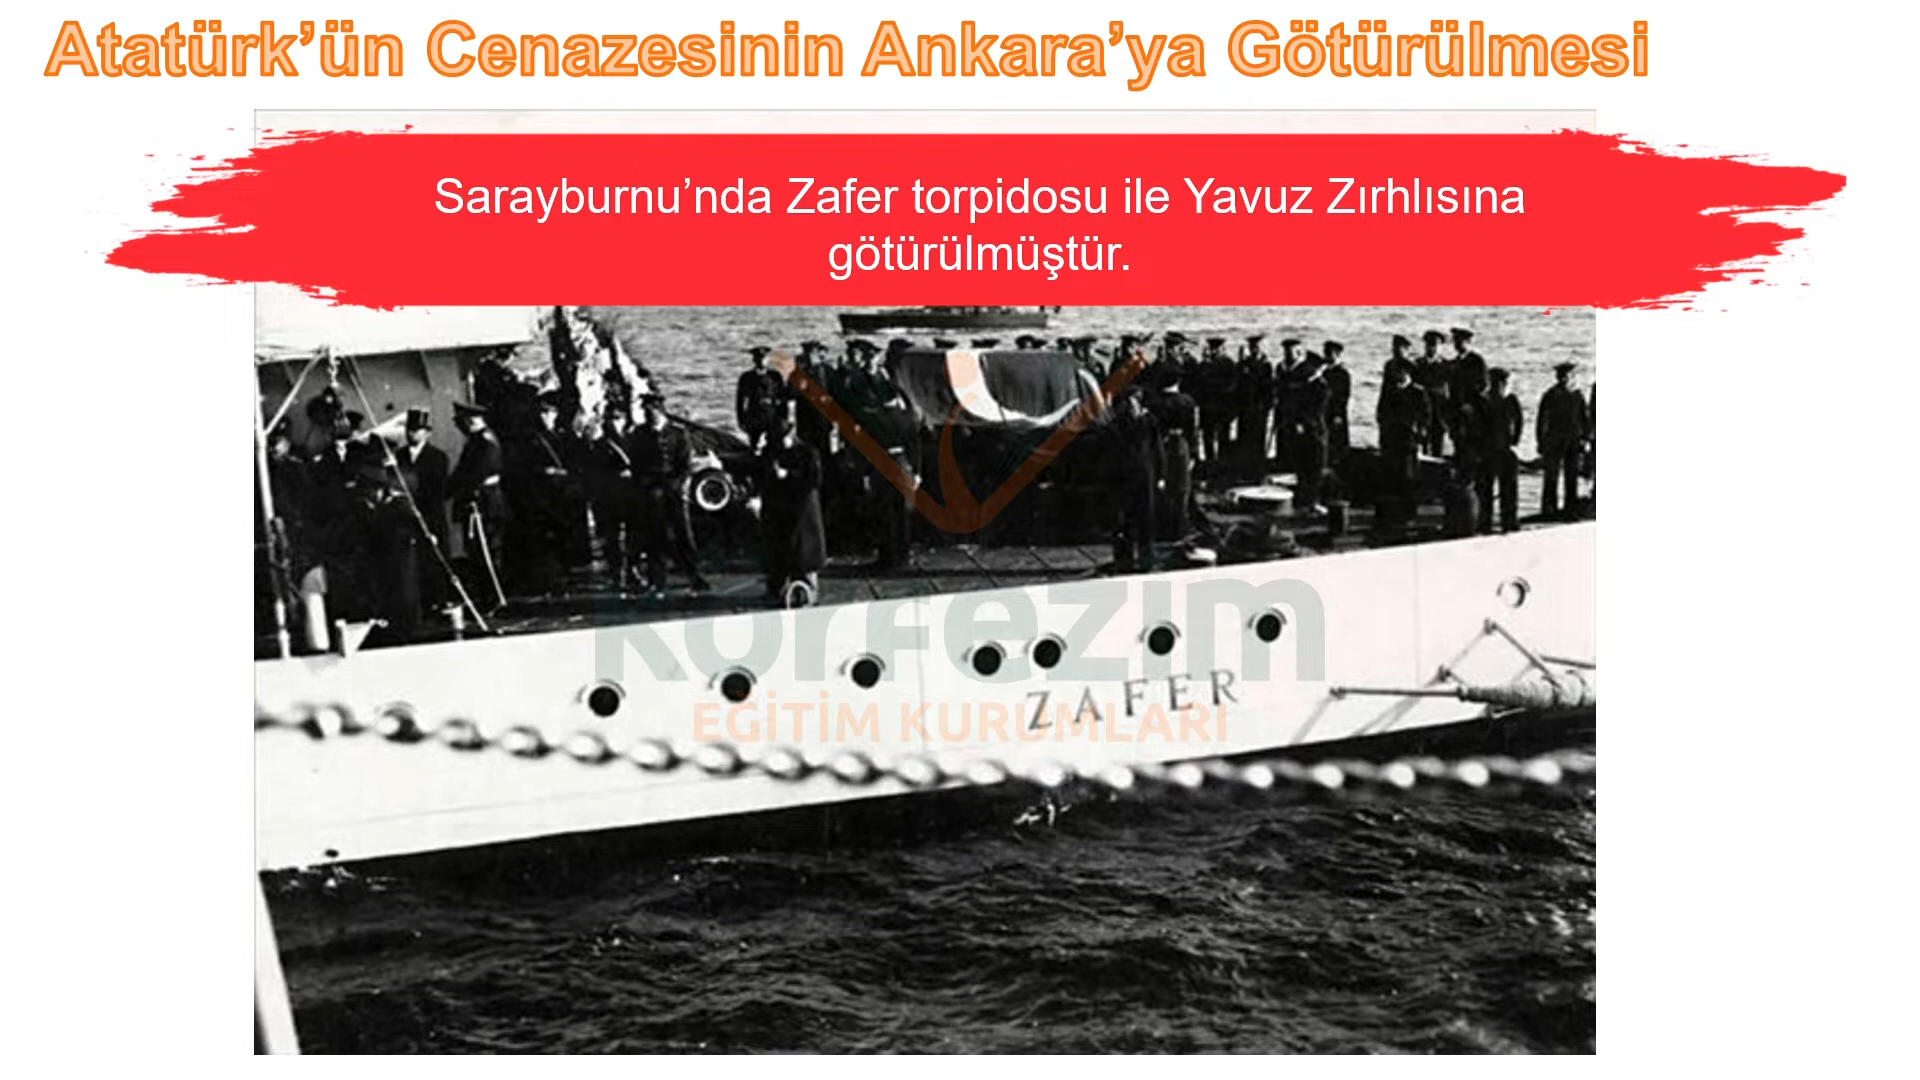 Atatürk’ün Cenazesinin Ankara’ya Götürülmesi
Sarayburnu’nda Zafer torpidosu ile Yavuz Zırhlısına
götürülmüştür.
körfezim
EĞİTİM KURUMLARI
ZAFER